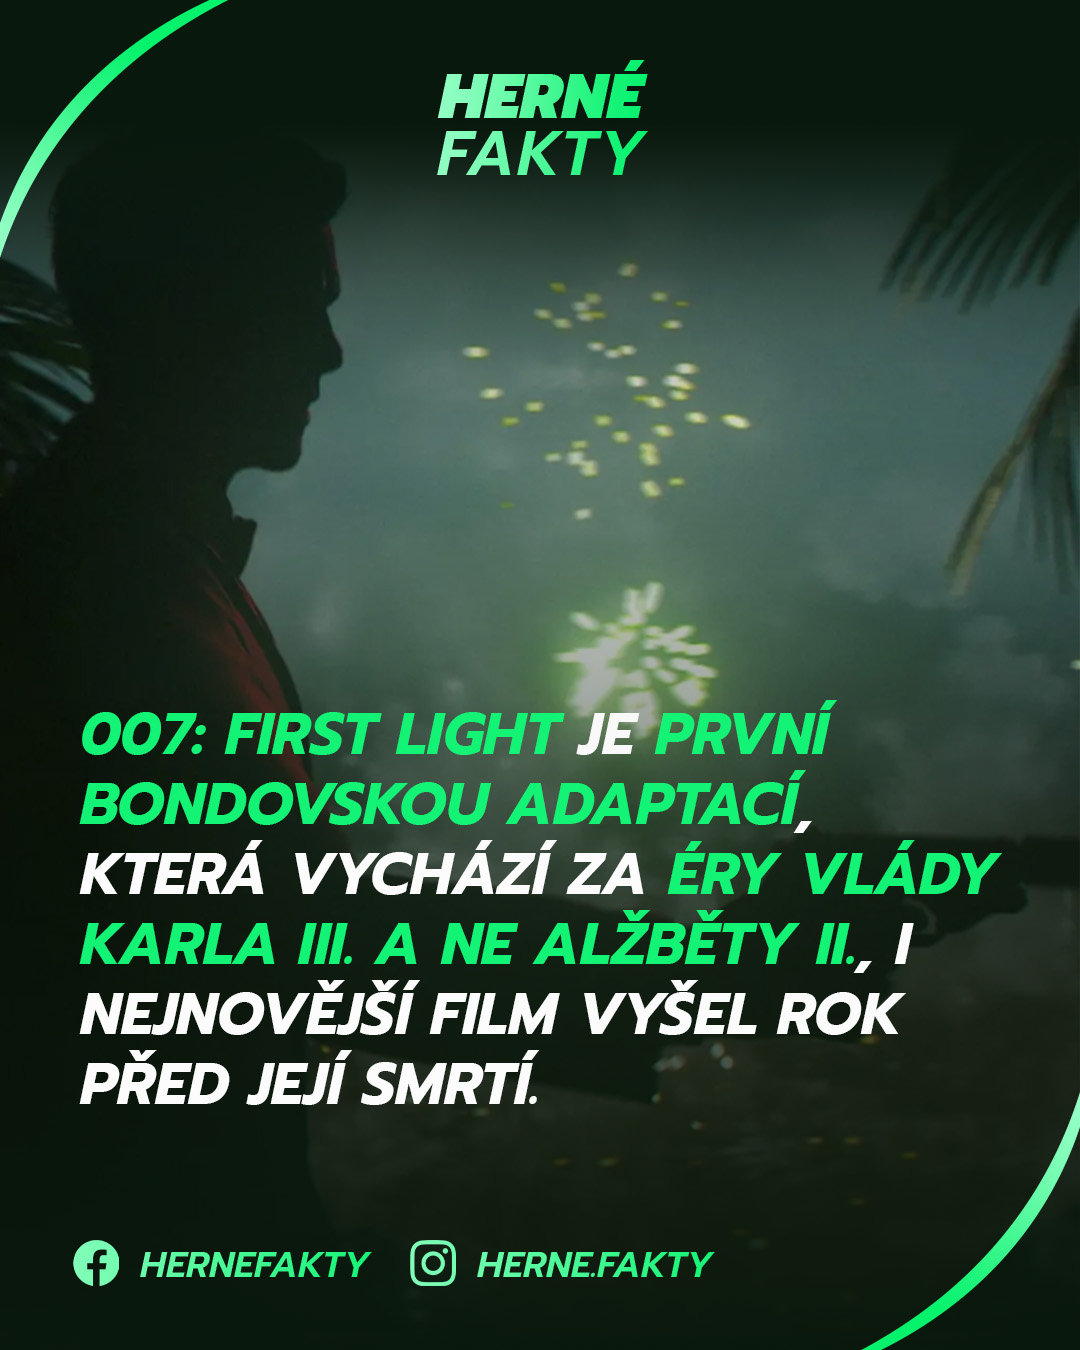 HERNÉ
FAKTY
007: FIRST LIGHT JE PRVNÍ
BONDOVSKOU ADAPTACÍ,
KTERÁ VYCHÁZÍ ZA ÉRY VLÁDY
KARLA III. A NE ALŽBĚTY II., I
NEJNOVĚJŠÍ FILM VYŠEL ROK
PŘED JEJÍ SMRTÍ.
HERNEFAKTY HERNE.FAKTY